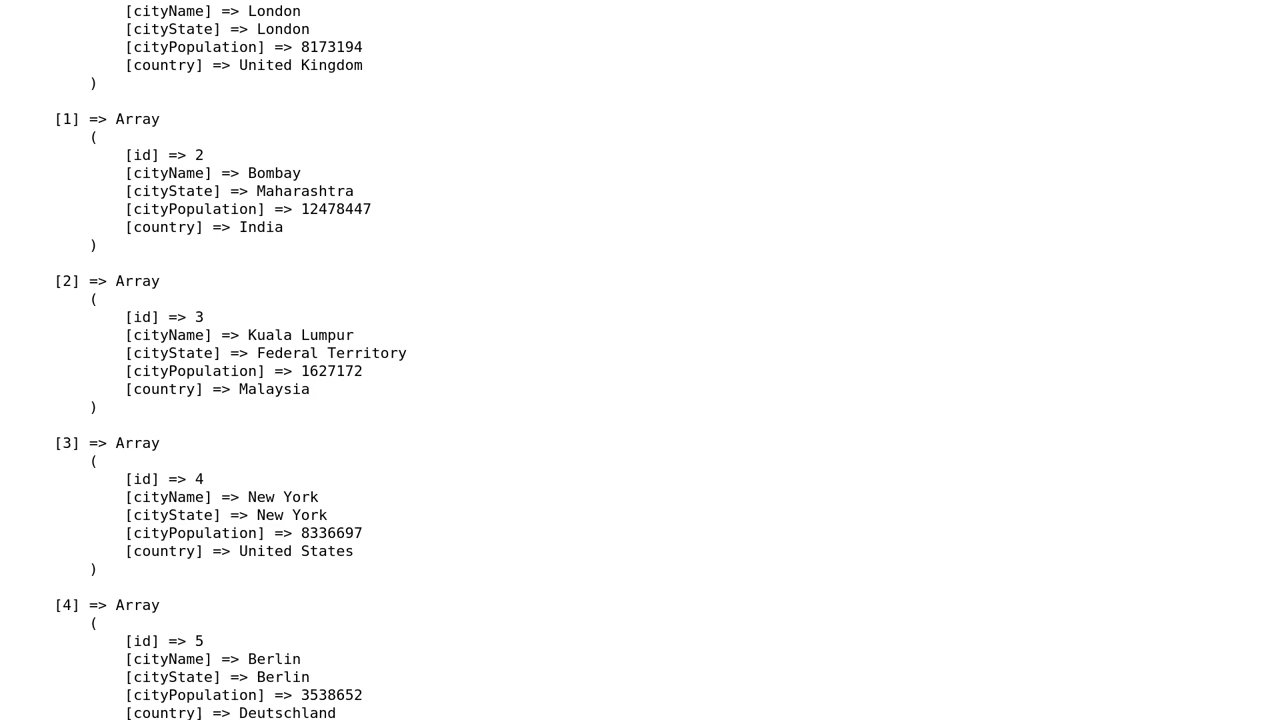 [cityName] => London
[cityState] => London
[cityPopulation] => 8173194
[country] => United Kingdom
)
[1] => Array
(
[id] => 2
[cityName] => Bombay
[cityState] => Maharashtra
[cityPopulation] => 12478447
[country] => India
)
[2] => Array
(
[id] => 3
[cityName] => Kuala Lumpur
[cityState] => Federal Territory
[cityPopulation] => 1627172
[country] => Malaysia
)
[3] => Array
(
[id] => 4
[cityName] => New York
[cityState] => New York
[cityPopulation] => 8336697
[country] => United States
)
[4] => Array
(
[id] => 5
[cityName] => Berlin
[cityState] => Berlin
[cityPopulation] => 3538652
[country] => Deutschland